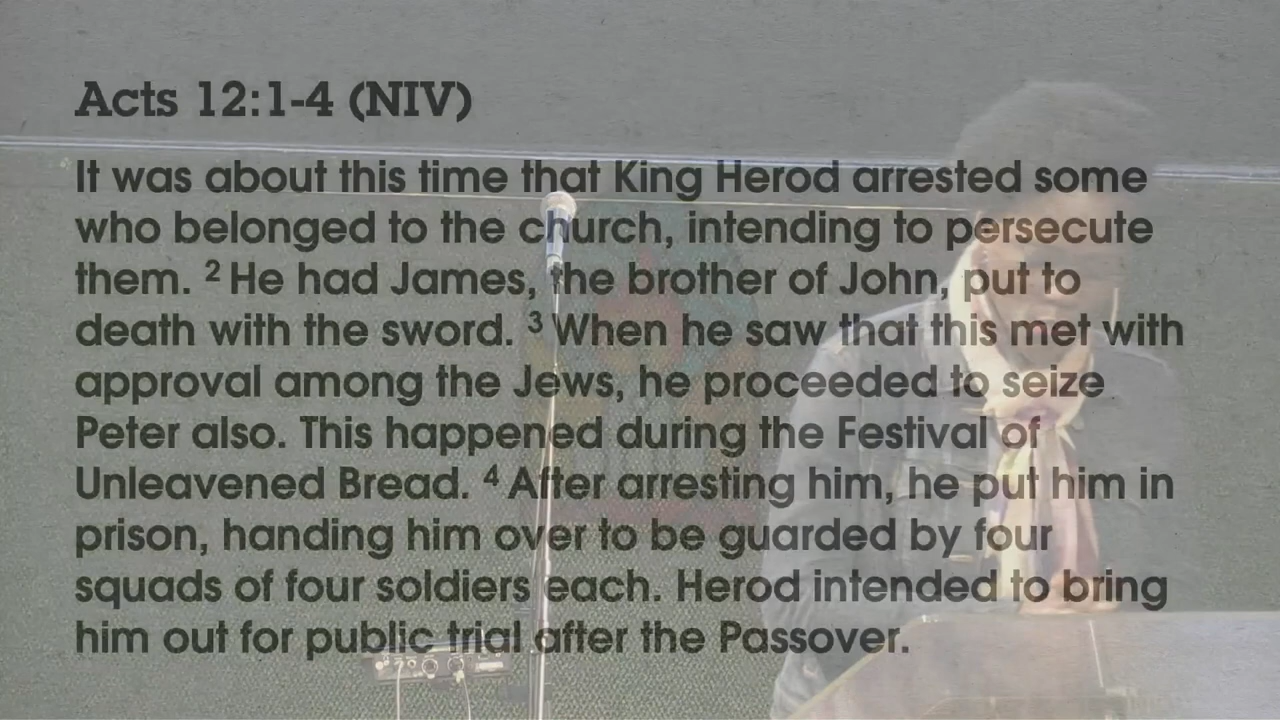 Acts 12:1-4 (NIV)
It was about this time that King Herod arrested some
who belonged to the church, intending to persecute
them. ² He had James, the brother of John, put to
death with the sword. ³ When he saw that this met with
approval among the Jews, he proceeded to seize
Peter also. This happened during the Festival of
Unleavened Bread. ⁴ After arresting him, he put him in
prison, handing him over to be guarded by four
squads of four soldiers each. Herod intended to bring
him out for public trial after the Passover.